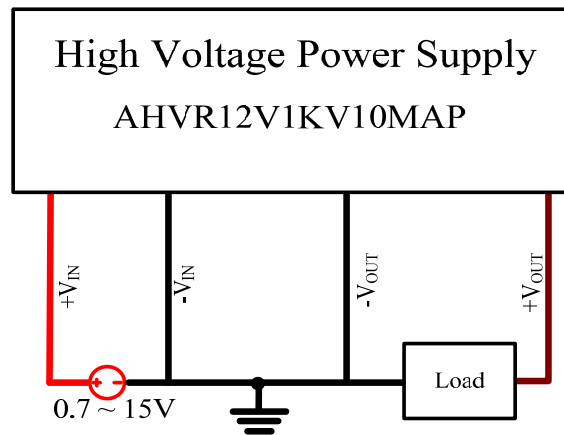 High Voltage Power Supply
AHVR12V1KV10MAP
+VIN
-VIN
-VOUT
+VOUT
+ -
0.7 ~ 15V
Load